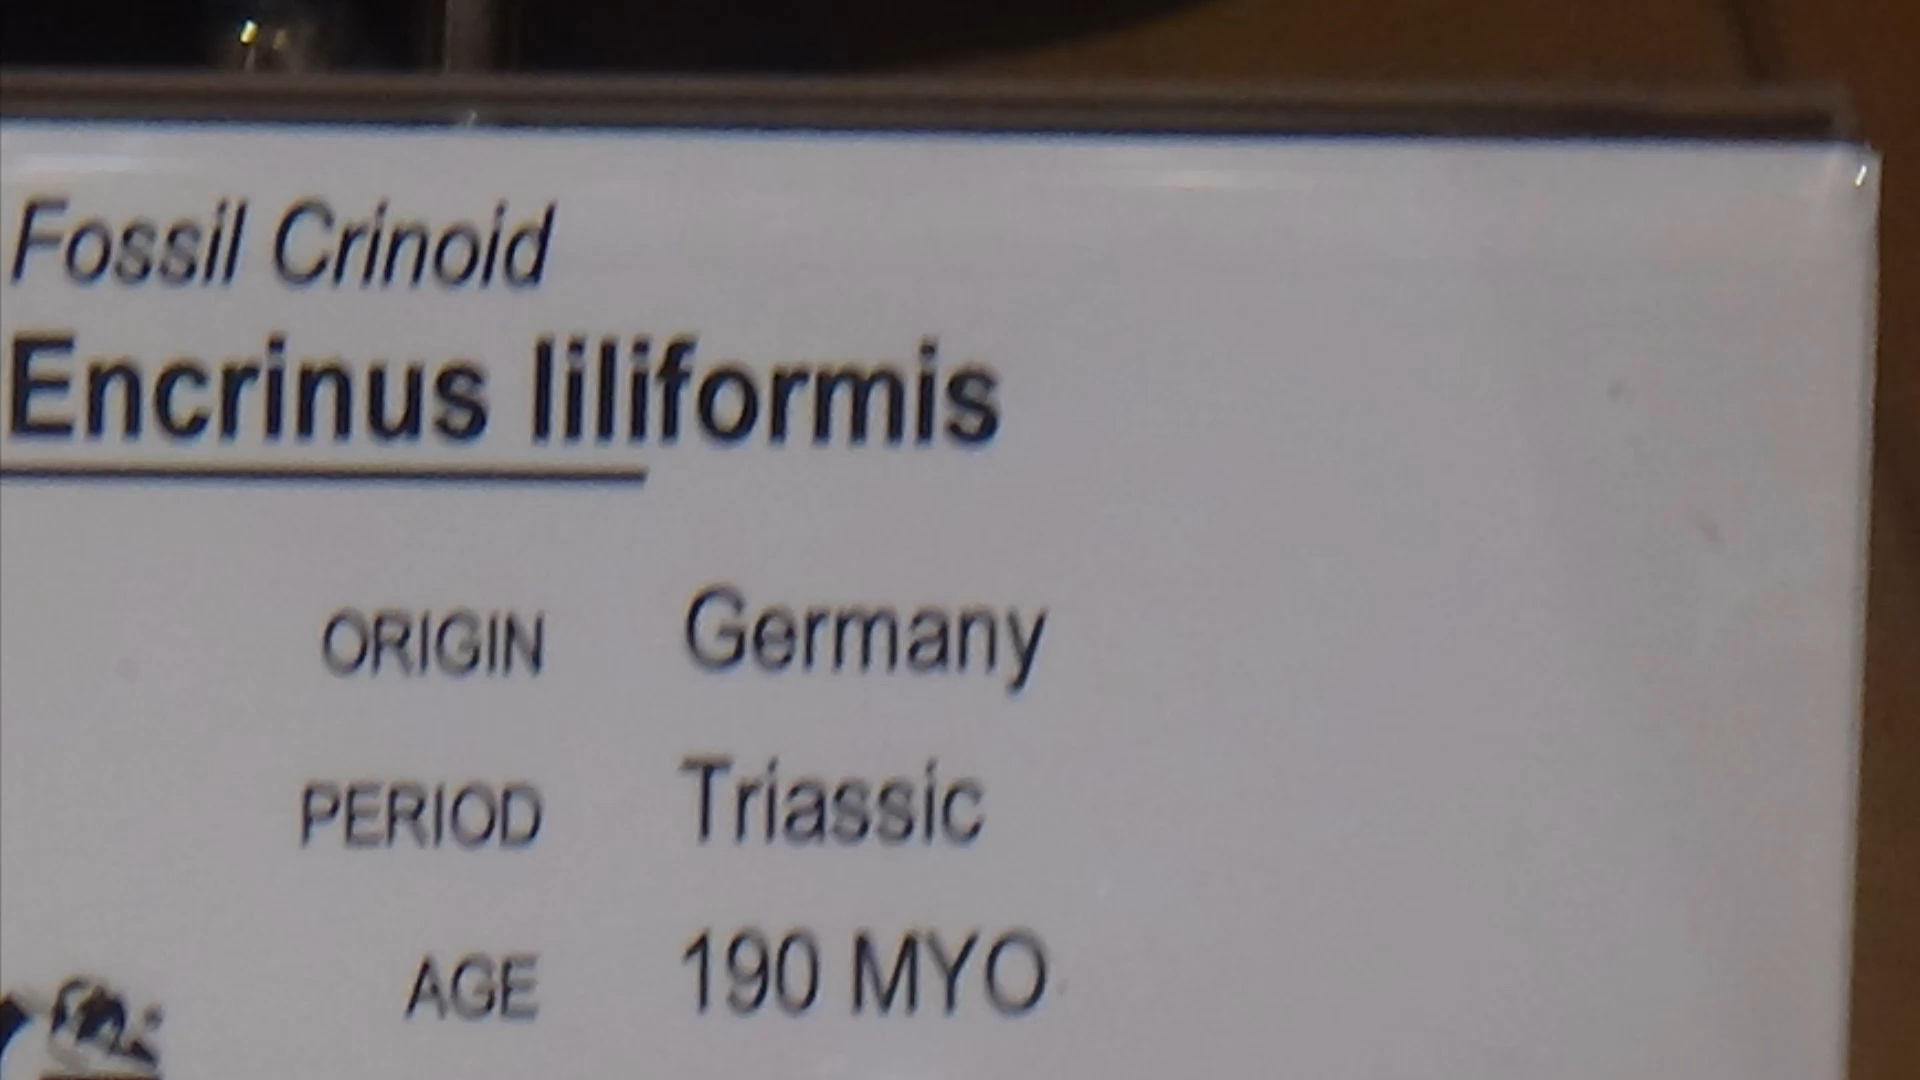 Fossil Crinoid
Encrinus liliformis
ORIGIN Germany
PERIOD Triassic
AGE 190 MYO